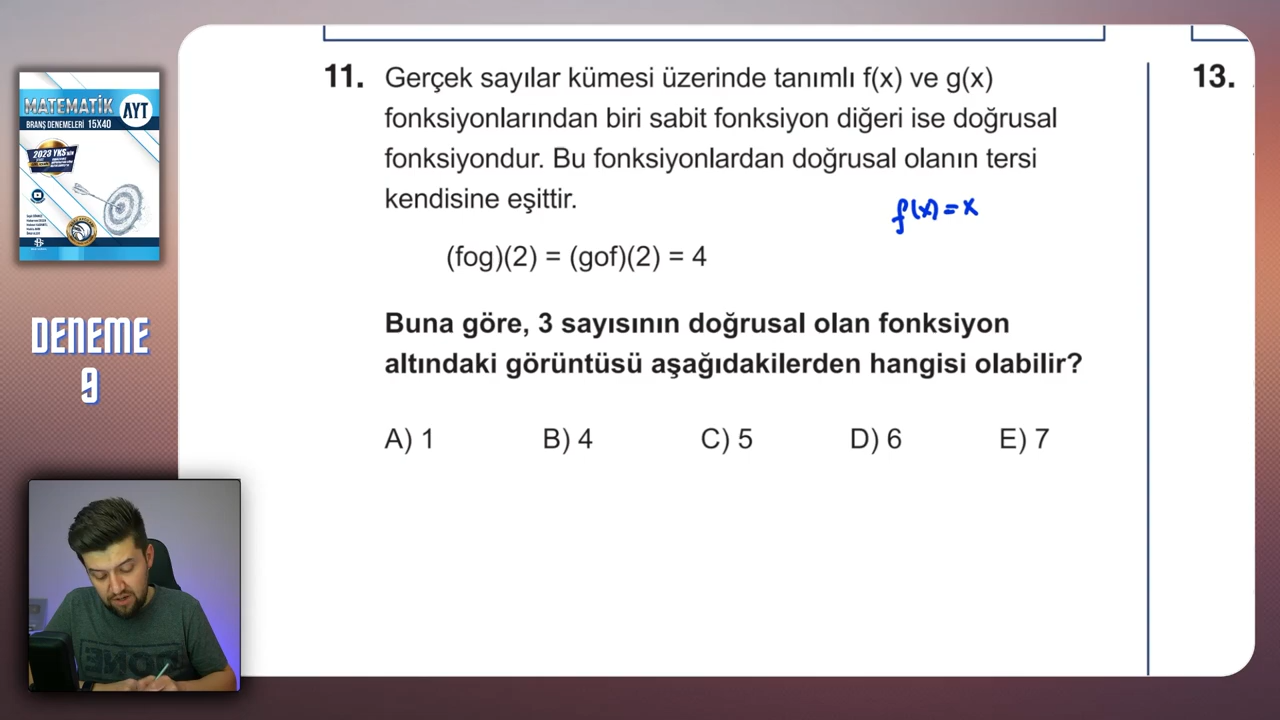 MATEMATİK
AYT
BRANŞ DENEMELERİ 15X40
2023 YKS'NİN
DENEME
9
11. Gerçek sayılar kümesi üzerinde tanımlı f(x) ve g(x)
fonksiyonlarından biri sabit fonksiyon diğeri ise doğrusal
fonksiyondur. Bu fonksiyonlardan doğrusal olanın tersi
kendisine eşittir.
f(x) = x
(fog)(2) = (gof)(2) = 4
Buna göre, 3 sayısının doğrusal olan fonksiyon
altındaki görüntüsü aşağıdakilerden hangisi olabilir?
A) 1 B) 4 C) 5 D) 6 E) 7
13.